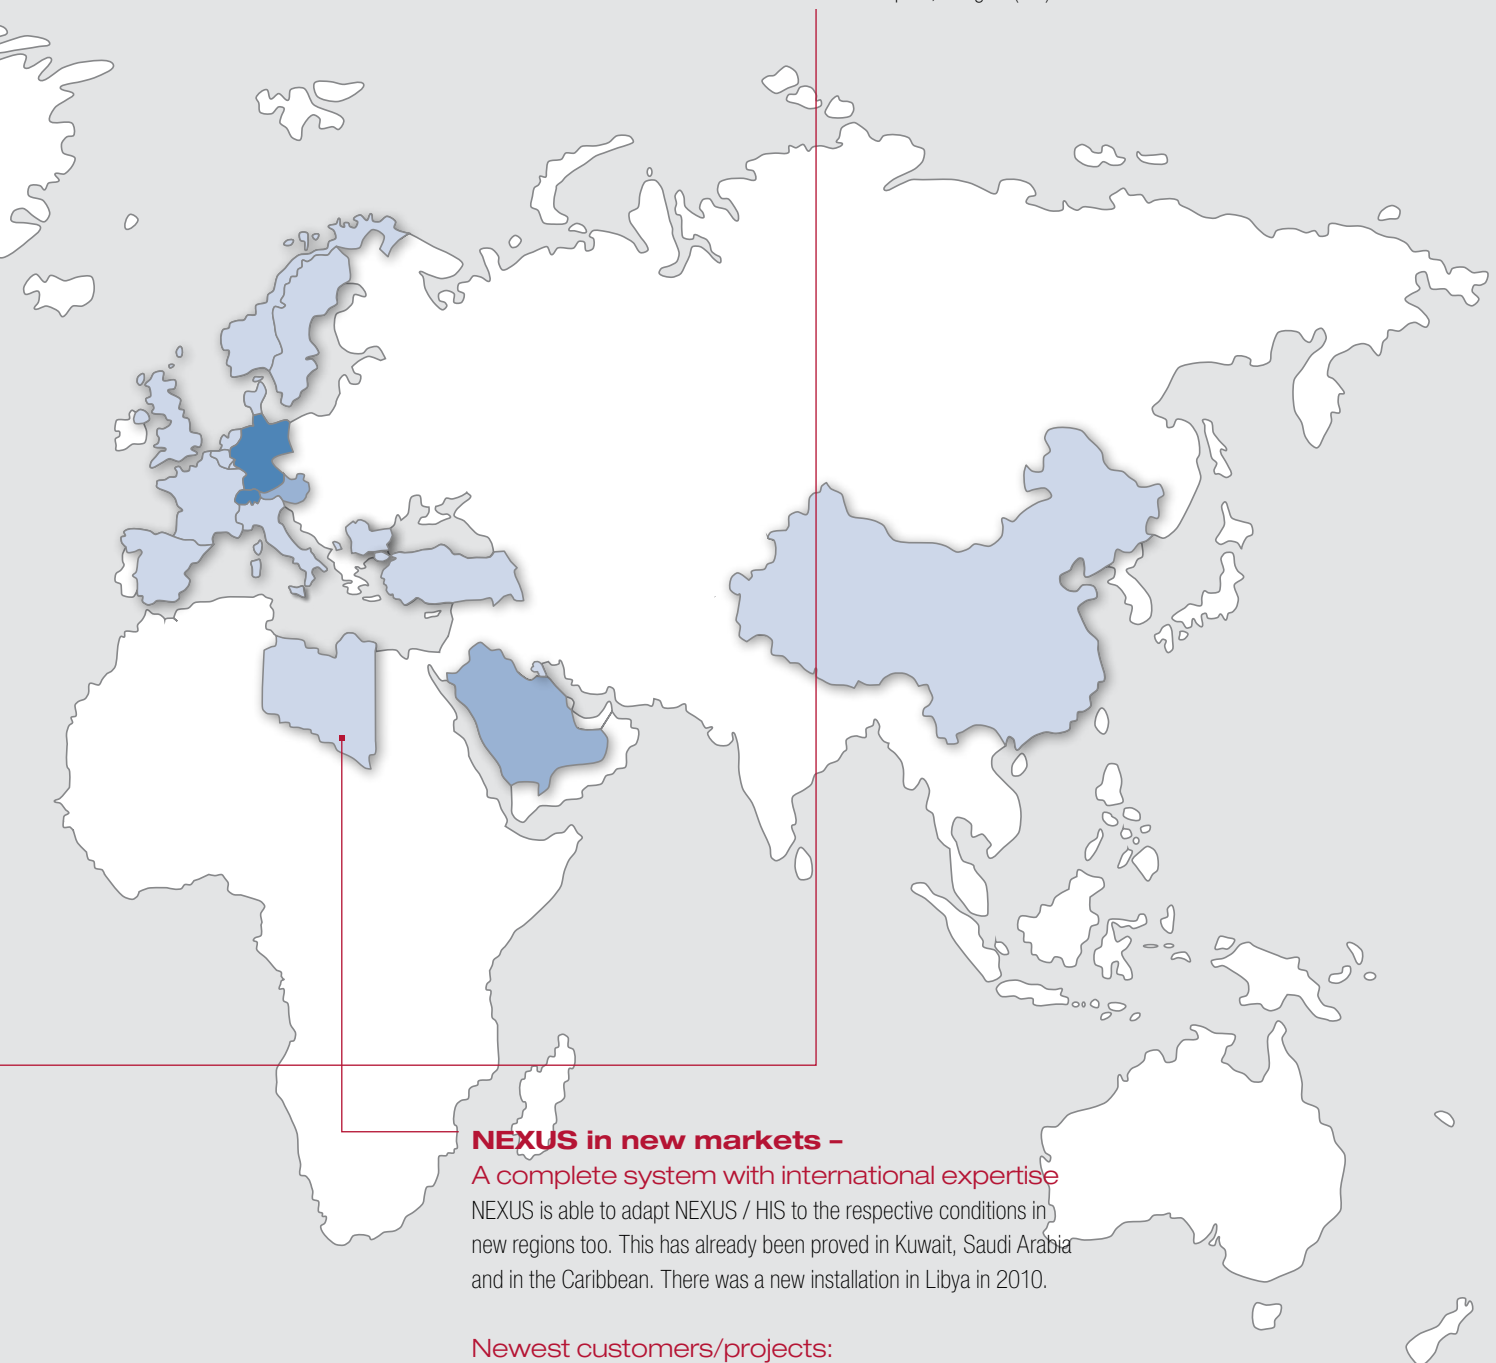 NEXUS in new markets –
A complete system with international expertise
NEXUS is able to adapt NEXUS / HIS to the respective conditions in
new regions too. This has already been proved in Kuwait, Saudi Arabia
and in the Caribbean. There was a new installation in Libya in 2010.
Newest customers/projects: